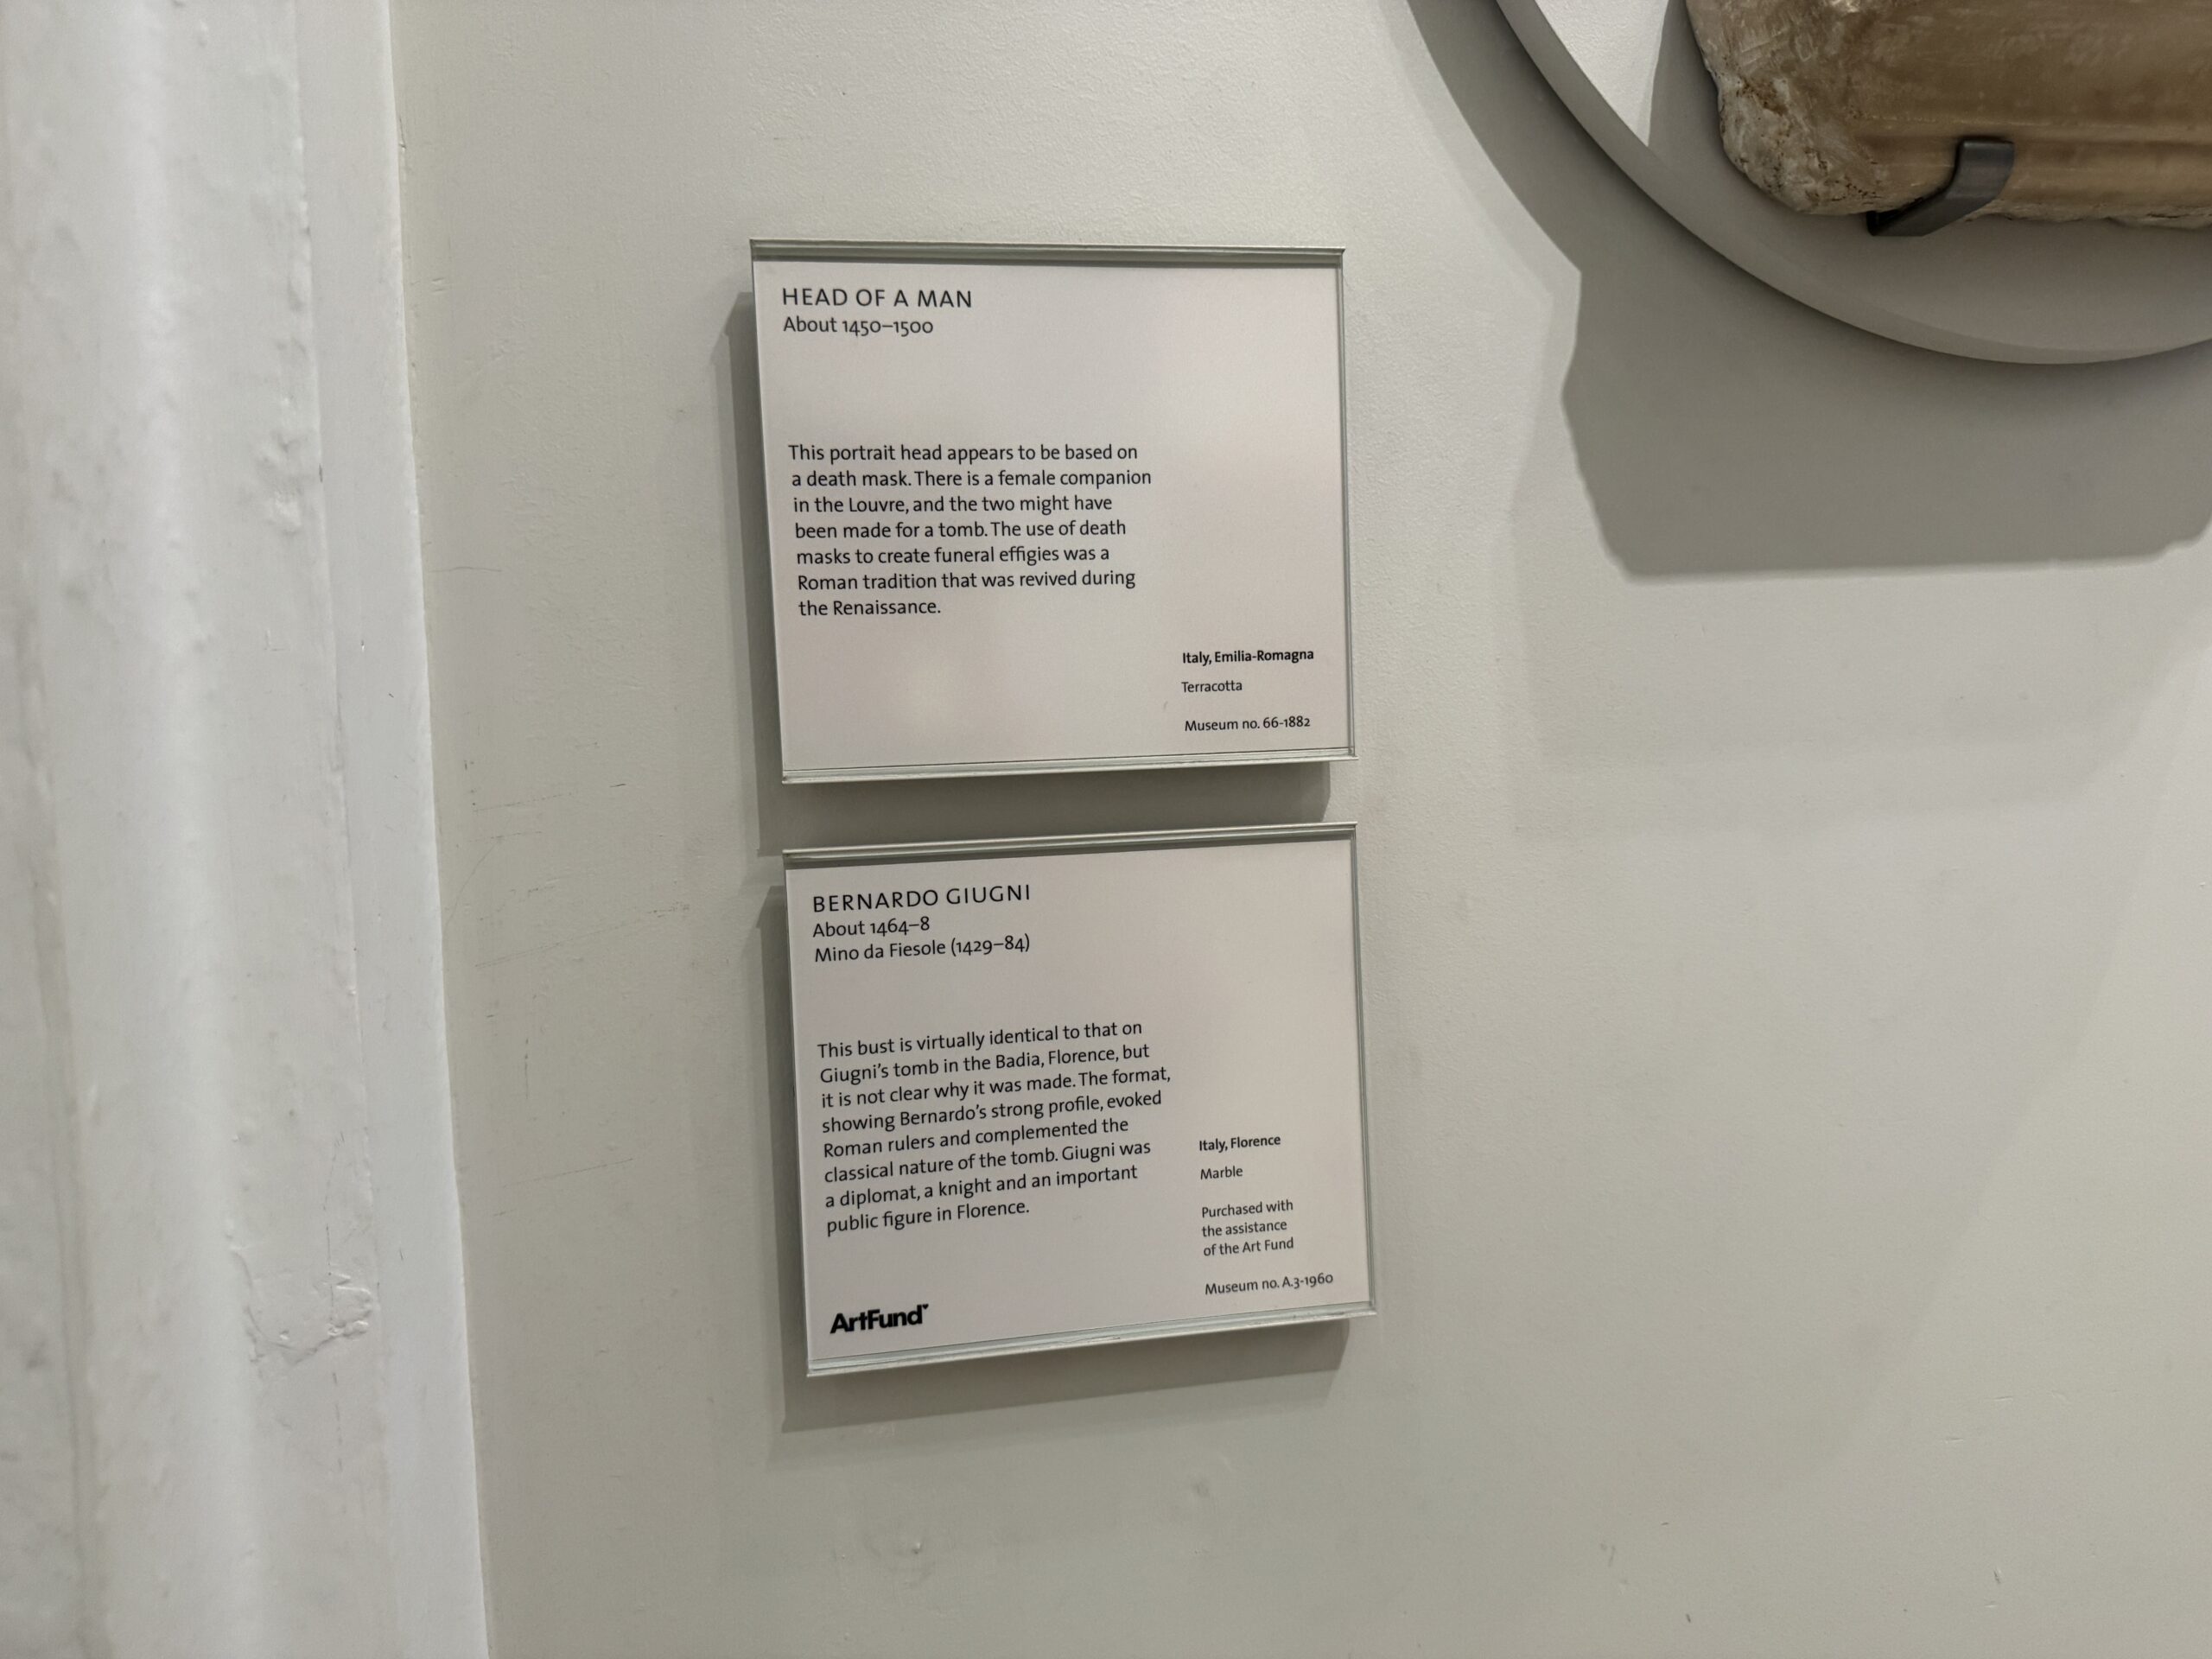 HEAD OF A MAN
About 1450–1500
This portrait head appears to be based on
a death mask. There is a female companion
in the Louvre, and the two might have
been made for a tomb. The use of death
masks to create funeral effigies was a
Roman tradition that was revived during
the Renaissance.
Italy, Emilia-Romagna
Terracotta
Museum no. 66-1882
BERNARDO GIUGNI
About 1464–8
Mino da Fiesole (1429–84)
This bust is virtually identical to that on
Giugni's tomb in the Badia, Florence, but
it is not clear why it was made. The format,
showing Bernardo's strong profile, evoked
Roman rulers and complemented the
classical nature of the tomb. Giugni was
a diplomat, a knight and an important
public figure in Florence.
Italy, Florence
Marble
Purchased with
the assistance
of the Art Fund
Museum no. A.3-1960
ArtFund